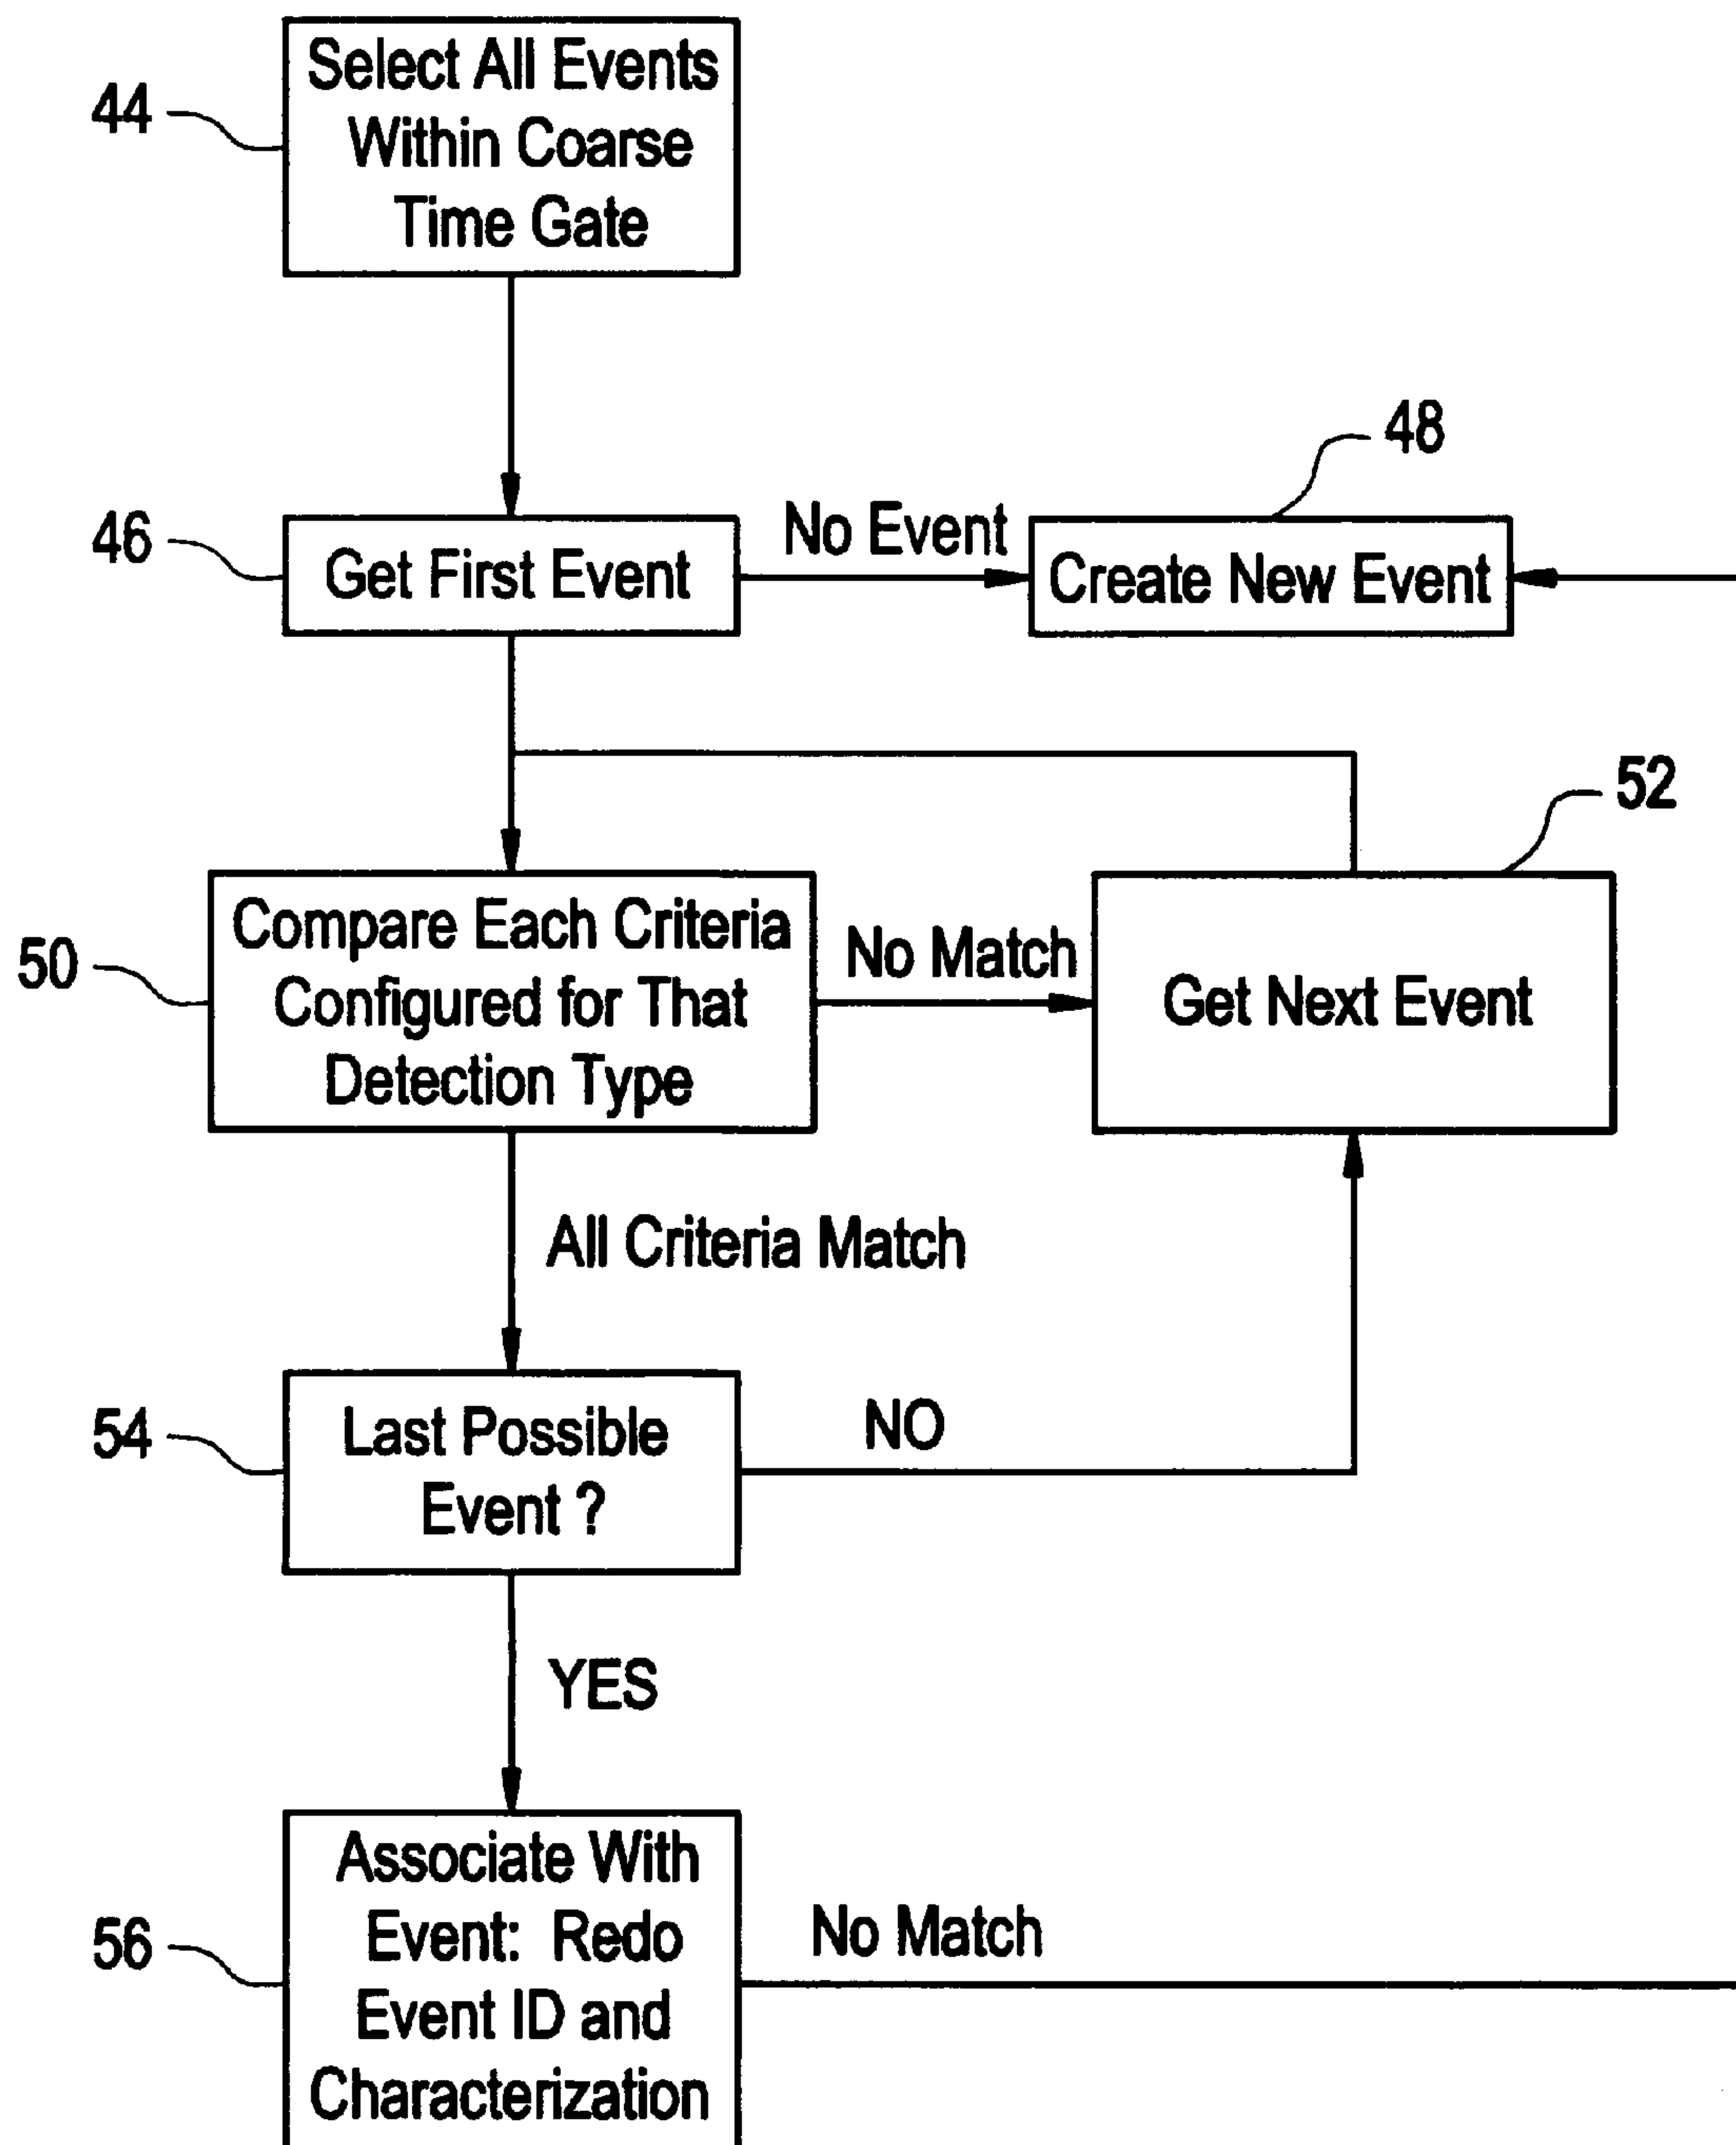 44
Select All Events
Within Coarse
Time Gate
48
46
Get First Event
No Event
Create New Event
52
50
Compare Each Criteria
Configured for That
Detection Type
No Match
Get Next Event
All Criteria Match
54
Last Possible
Event ?
NO
YES
56
Associate With
Event: Redo
Event ID and
Characterization
No Match